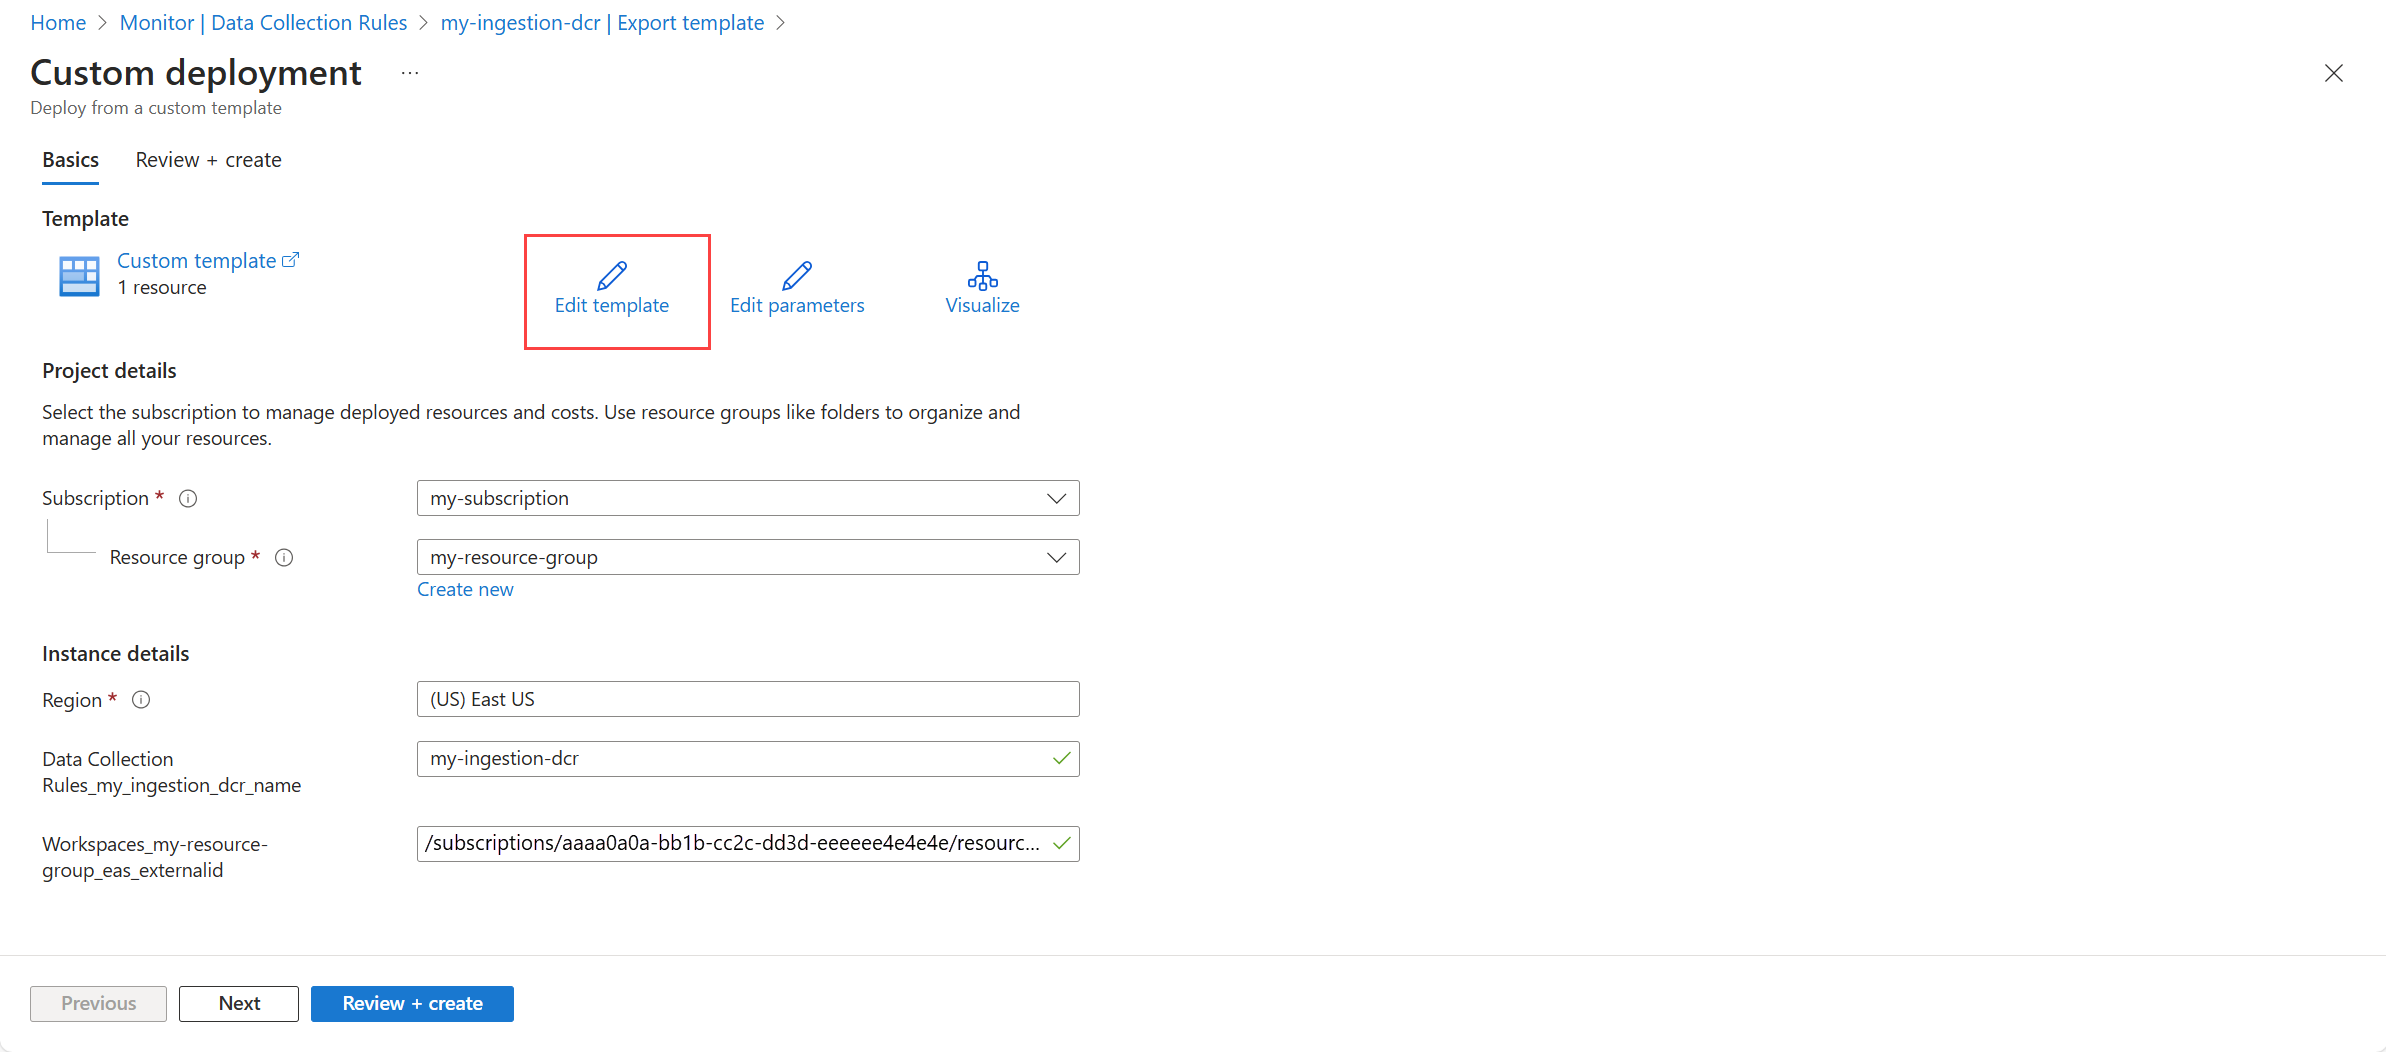 Home > Monitor | Data Collection Rules > my-ingestion-dcr | Export template >
Custom deployment ...
Deploy from a custom template
Basics Review + create
Template
Custom template
1 resource
Edit template Edit parameters Visualize
Project details
Select the subscription to manage deployed resources and costs. Use resource groups like folders to organize and
manage all your resources.
Subscription * my-subscription
Resource group * my-resource-group
Create new
Instance details
Region * (US) East US
Data Collection my-ingestion-dcr
Rules_my_ingestion_dcr_name
Workspaces_my-resource- /subscriptions/aaaa0a0a-bb1b-cc2c-dd3d-eeeeee4e4e4e/resourc...
group_eas_externalid
Previous Next Review + create